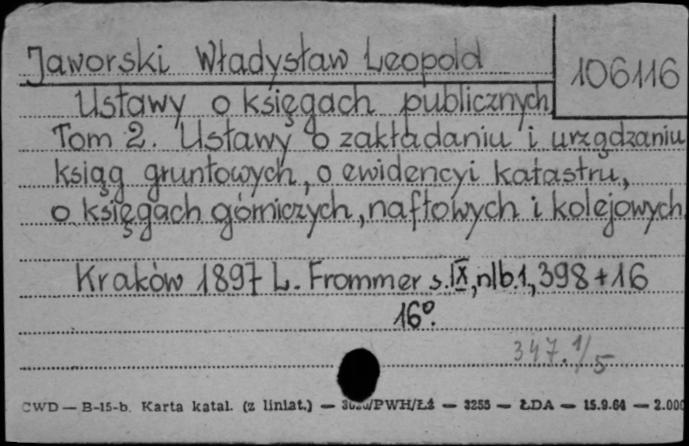 Jaworski Władysław Leopold
106116
Ustawy o księgach publicznych
Tom 2. Ustawy o zakładaniu i urządzaniu
ksiąg gruntowych, o ewidencyi katastru,
o księgach górniczych, naftowych i kolejowych
Kraków 1897 L. Frommer s. IX, nlb.1, 398 + 16
16°.
347.1/5
CWD — B-15-b. Karta katal. (z liniat.) — /PWH/Łż — 3255 — ŁDA — 15.9.64 — 2.000